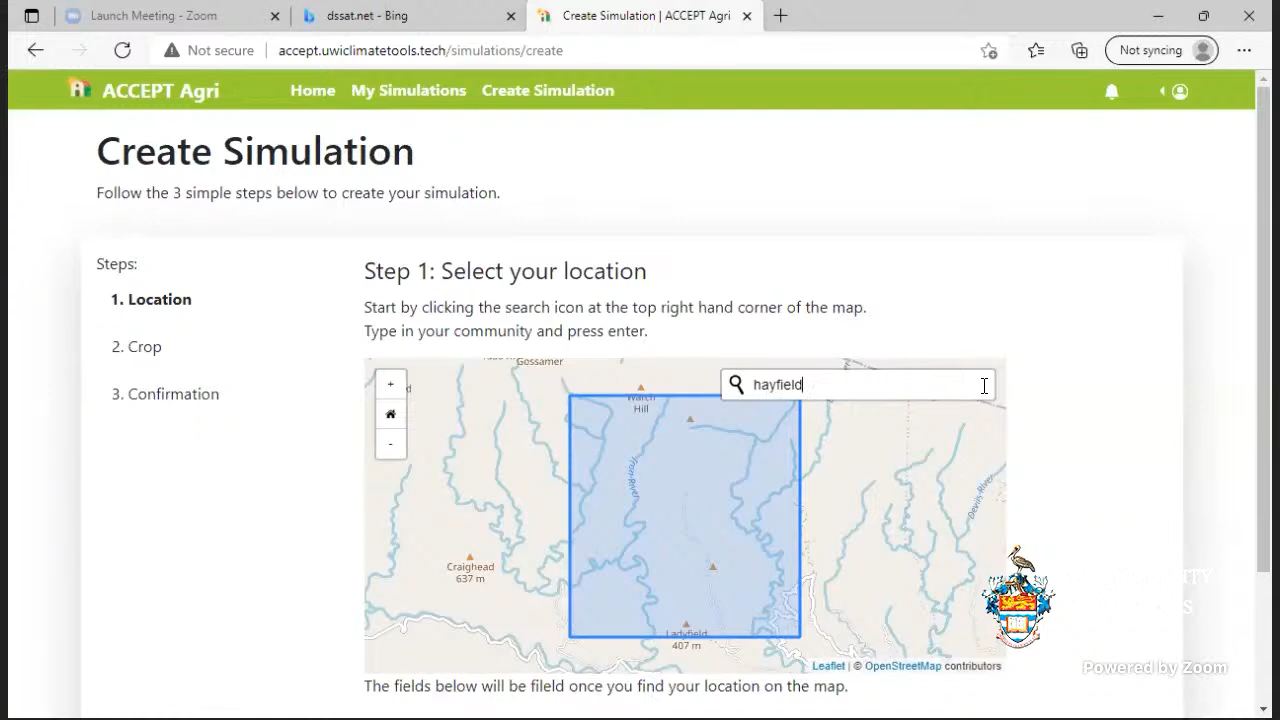 Launch Meeting - Zoom
dssat.net - Bing
Create Simulation | ACCEPT Agri
Not secure
accept.uwiclimatetools.tech/simulations/create
Not syncing
ACCEPT Agri
Home
My Simulations
Create Simulation
Create Simulation
Follow the 3 simple steps below to create your simulation.
Steps:
1. Location
2. Crop
3. Confirmation
Step 1: Select your location
Start by clicking the search icon at the top right hand corner of the map.
Type in your community and press enter.
Gossamer
+
-
hayfield
Watch
Hill
Devils River
Craighead
637 m
Ladyfield
407 m
Leaflet | © OpenStreetMap contributors
The fields below will be fileld once you find your location on the map.
Powered by Zoom